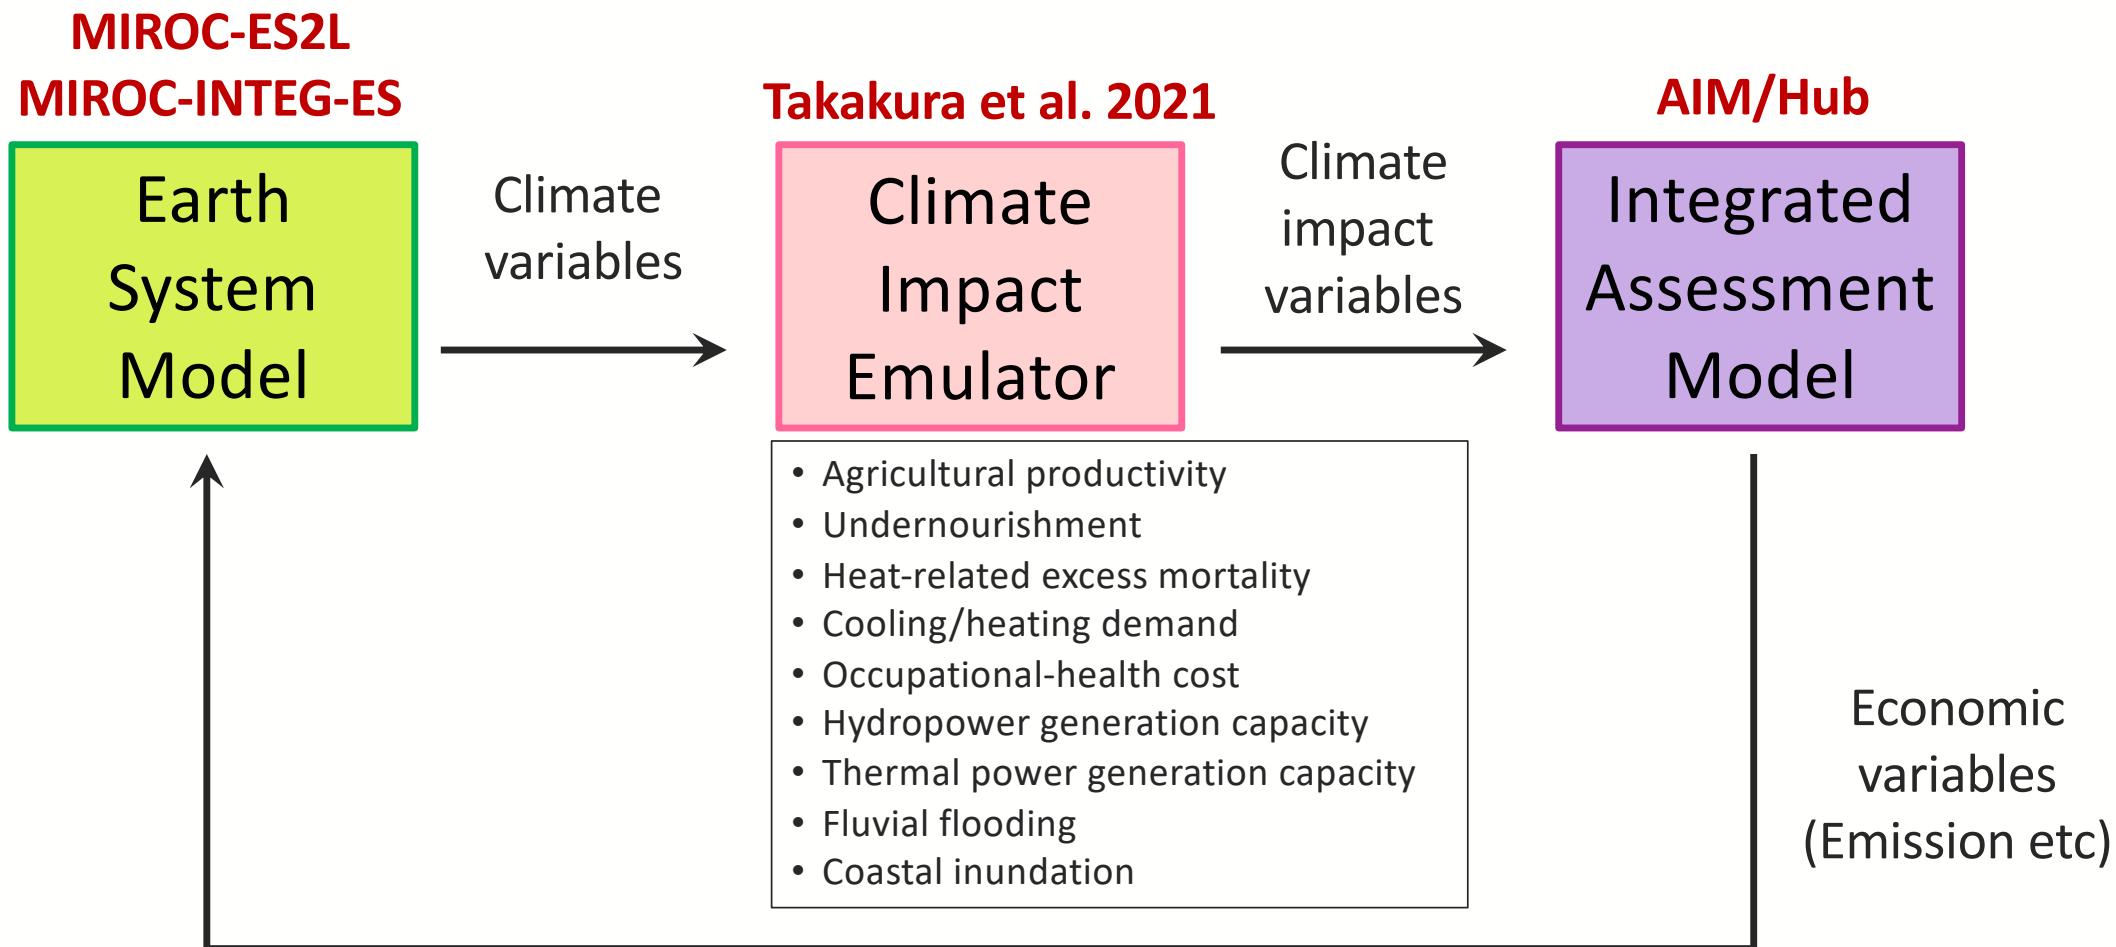 MIROC-ES2L
MIROC-INTEG-ES
Earth
System
Model
Climate
variables
Takakura et al. 2021
Climate
Impact
Emulator
Climate
impact
variables
AIM/Hub
Integrated
Assessment
Model
• Agricultural productivity
• Undernourishment
• Heat-related excess mortality
• Cooling/heating demand
• Occupational-health cost
• Hydropower generation capacity
• Thermal power generation capacity
• Fluvial flooding
• Coastal inundation
Economic
variables
(Emission etc)